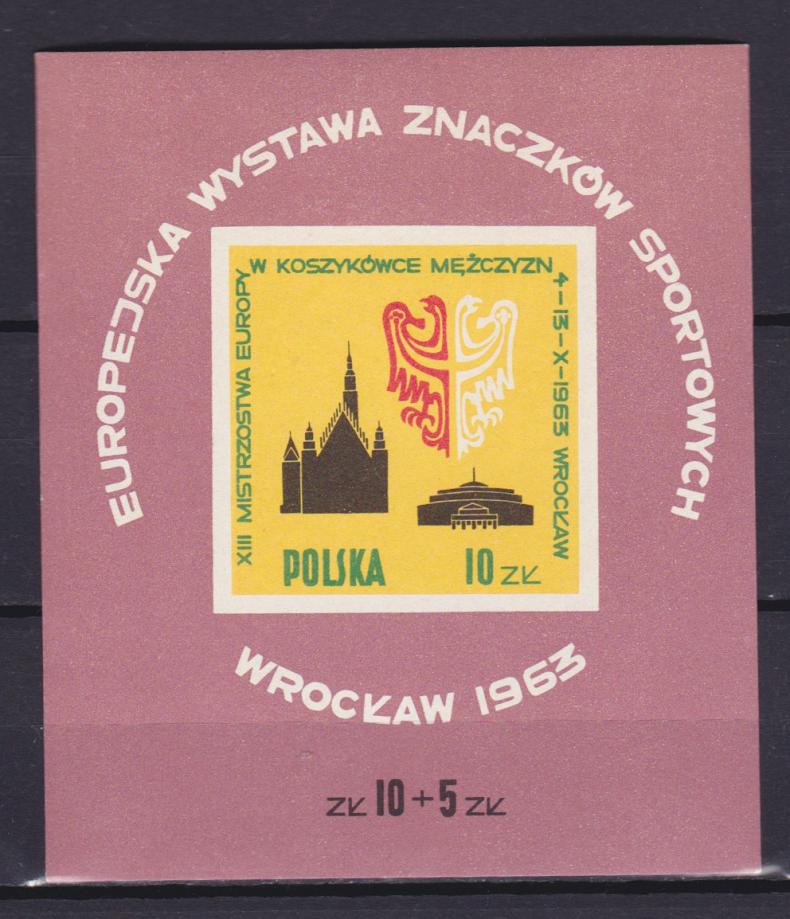 EUROPEJSKA WYSTAWA ZNACZKÓW SPORTOWYCH
XIII MISTRZOSTWA EUROPY
W KOSZYKÓWCE MĘŻCZYZN
4-13-X-1963 WROCŁAW
POLSKA 10 ZŁ
WROCŁAW 1963
ZŁ 10 + 5 ZŁ